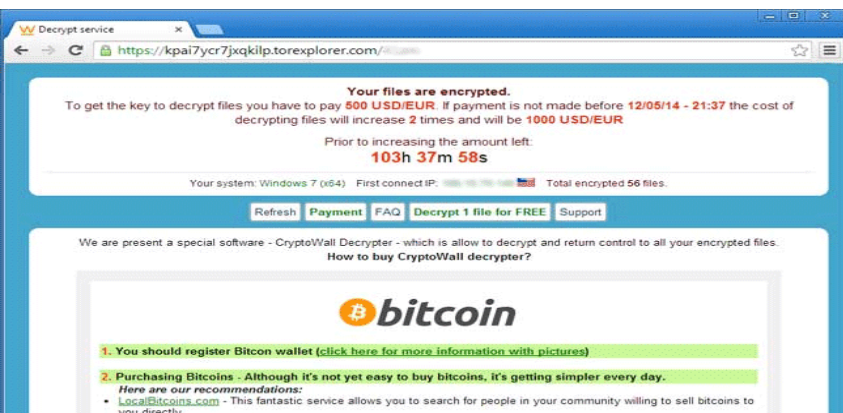 Decrypt service
https://kpai7ycr7jxqkilp.torexplorer.com/
Your files are encrypted.
To get the key to decrypt files you have to pay 500 USD/EUR. If payment is not made before 12/05/14 - 21:37 the cost of
decrypting files will increase 2 times and will be 1000 USD/EUR
Prior to increasing the amount left:
103h 37m 58s
Your system: Windows 7 (x64) First connect IP: Total encrypted 56 files.
Refresh Payment FAQ Decrypt 1 file for FREE Support
We are present a special software - CryptoWall Decrypter - which is allow to decrypt and return control to all your encrypted files.
How to buy CryptoWall decrypter?
bitcoin
1. You should register Bitcon wallet (click here for more information with pictures)
2. Purchasing Bitcoins - Although it's not yet easy to buy bitcoins, it's getting simpler every day.
Here are our recommendations:
• LocalBitcoins.com - This fantastic service allows you to search for people in your community willing to sell bitcoins to
you directly